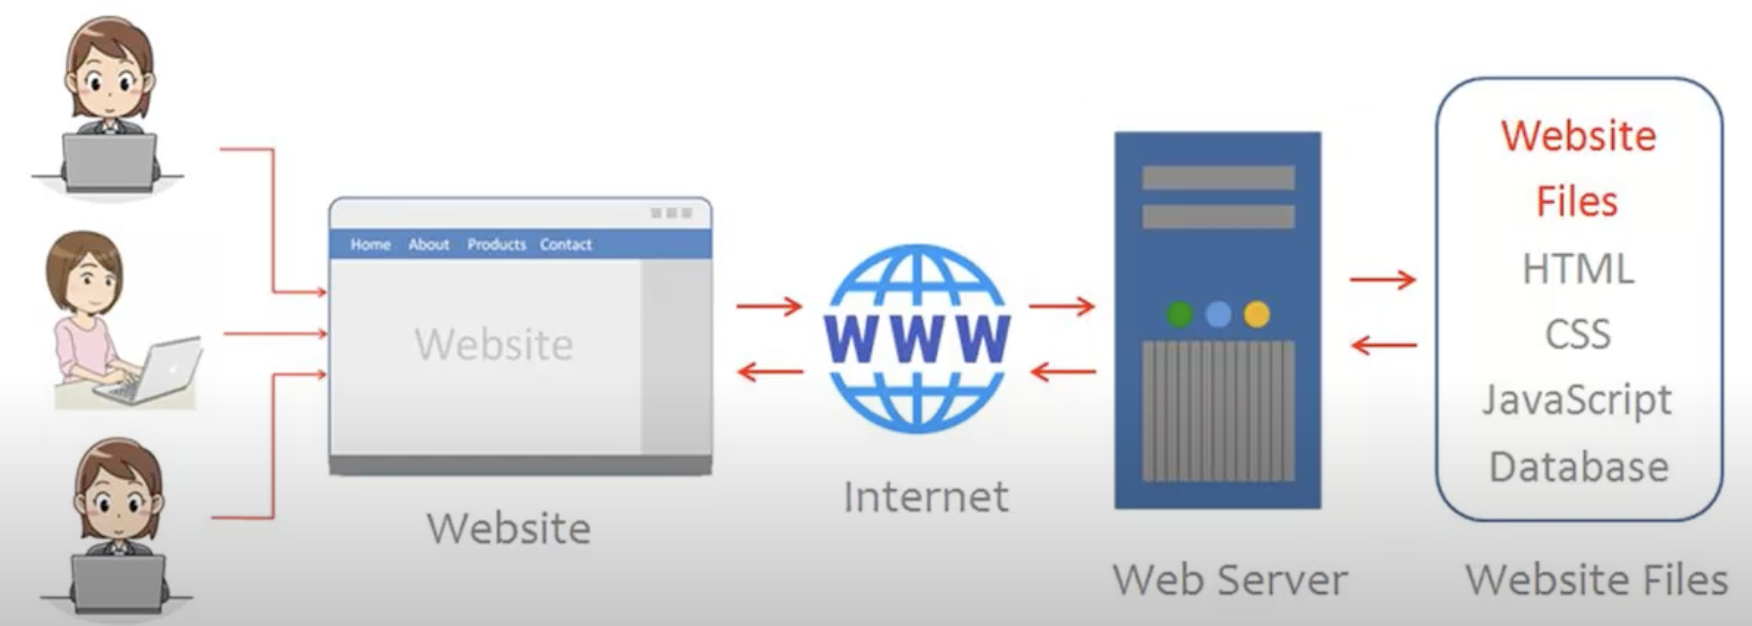 Home About Products Contact
Website
Website
WWW
Internet
Web Server
Website
Files
HTML
CSS
JavaScript
Database
Website Files